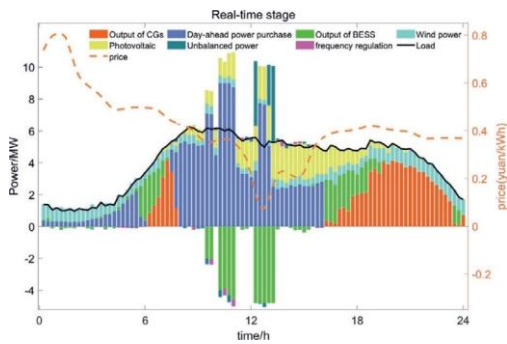 Real-time stage
Output of CGs Day-ahead power purchase Output of BESS Wind power
Photovoltaic Unbalanced power frequency regulation Load
price
Power/MW
10
8
6
4
2
0
-2
-4
0 6 12 18 24
time/h
0.8
0.6
0.4
0.2
0
-0.2
price(yuan/kWh)